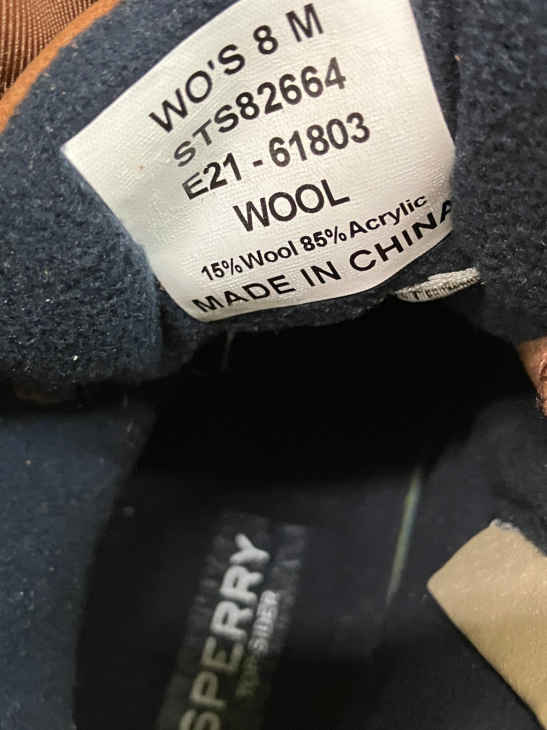 WO'S 8 M
STS82664
E21 - 61803
WOOL
15%Wool 85%Acrylic
MADE IN CHINA
SPERRY
TOP-SIDER